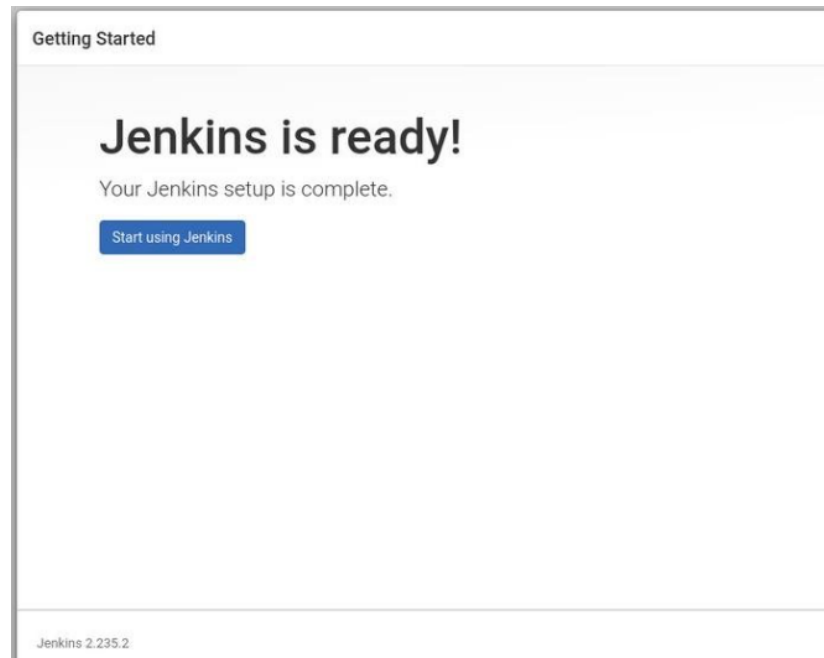 Getting Started
Jenkins is ready!
Your Jenkins setup is complete.
Start using Jenkins
Jenkins 2.235.2